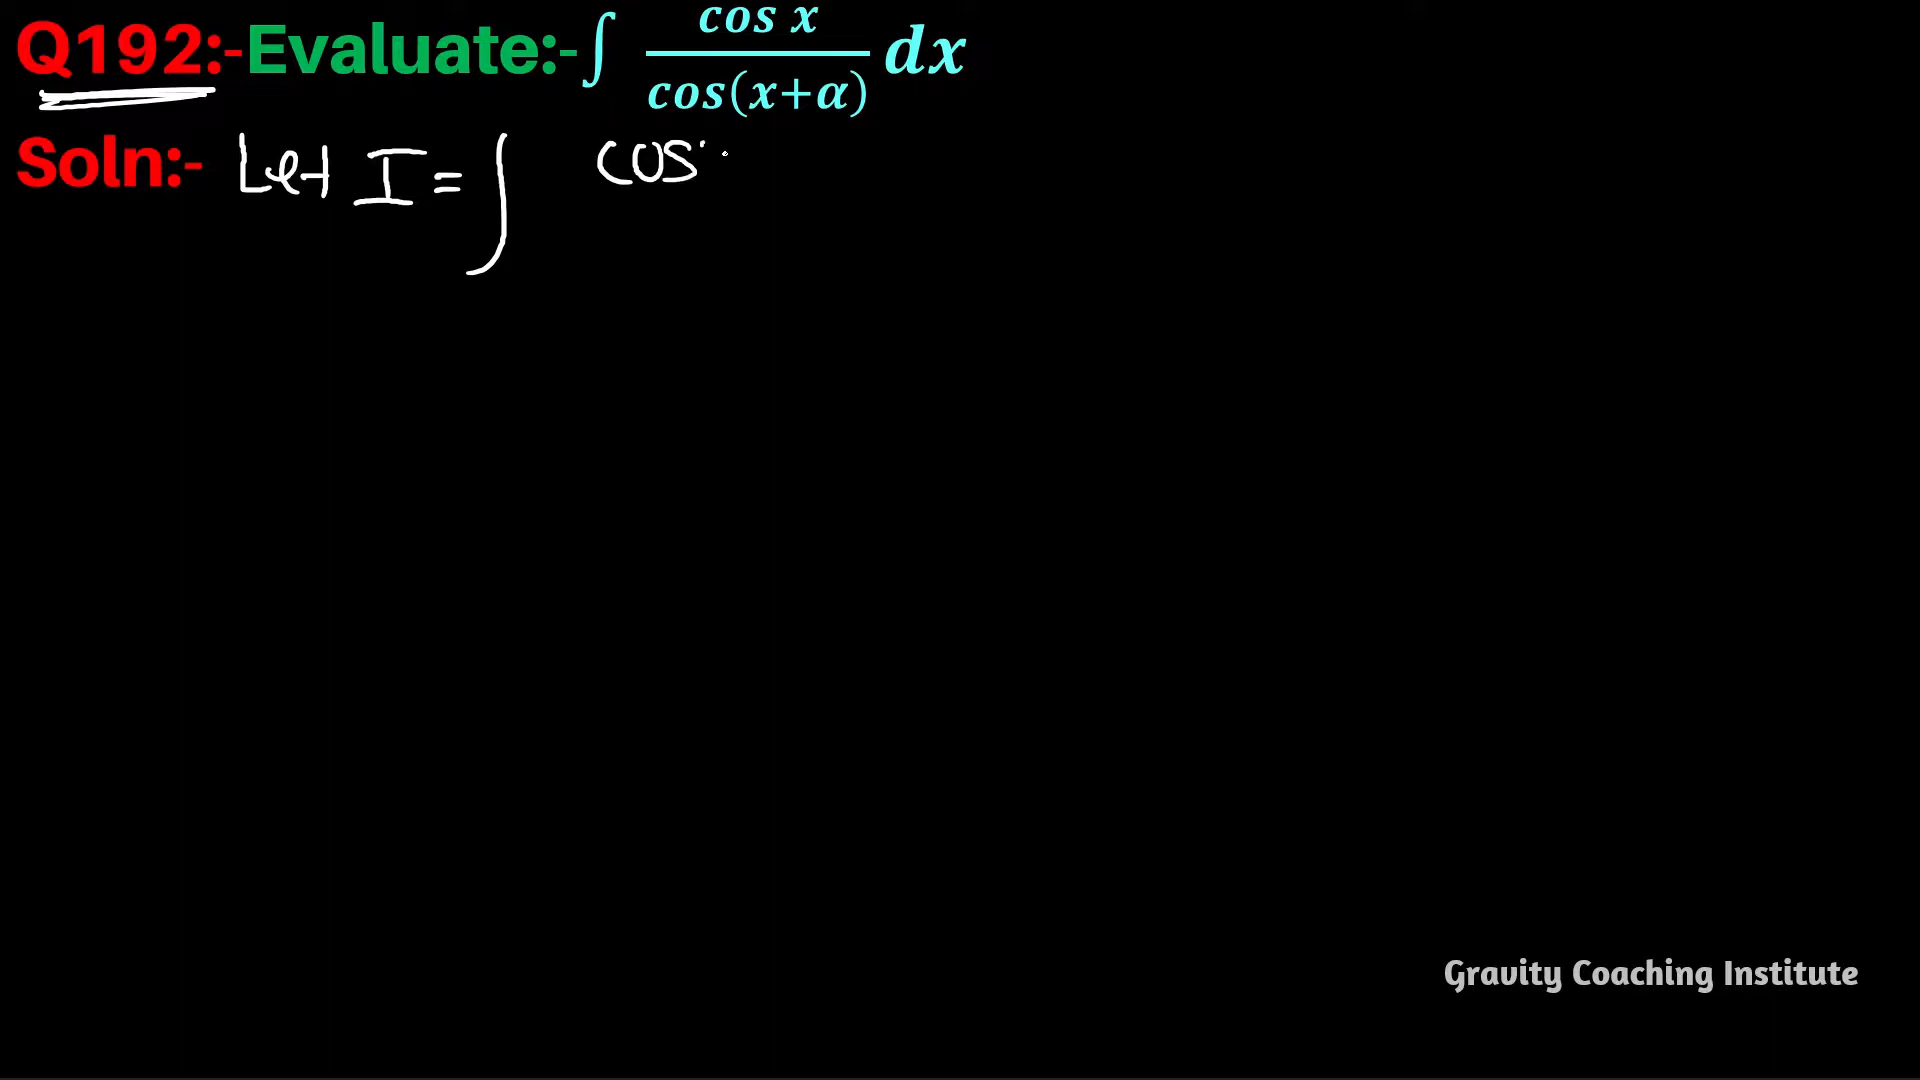 Q192:-Evaluate:-∫ cos x / cos(x+α) dx
Soln:- Let I = ∫ cos
Gravity Coaching Institute